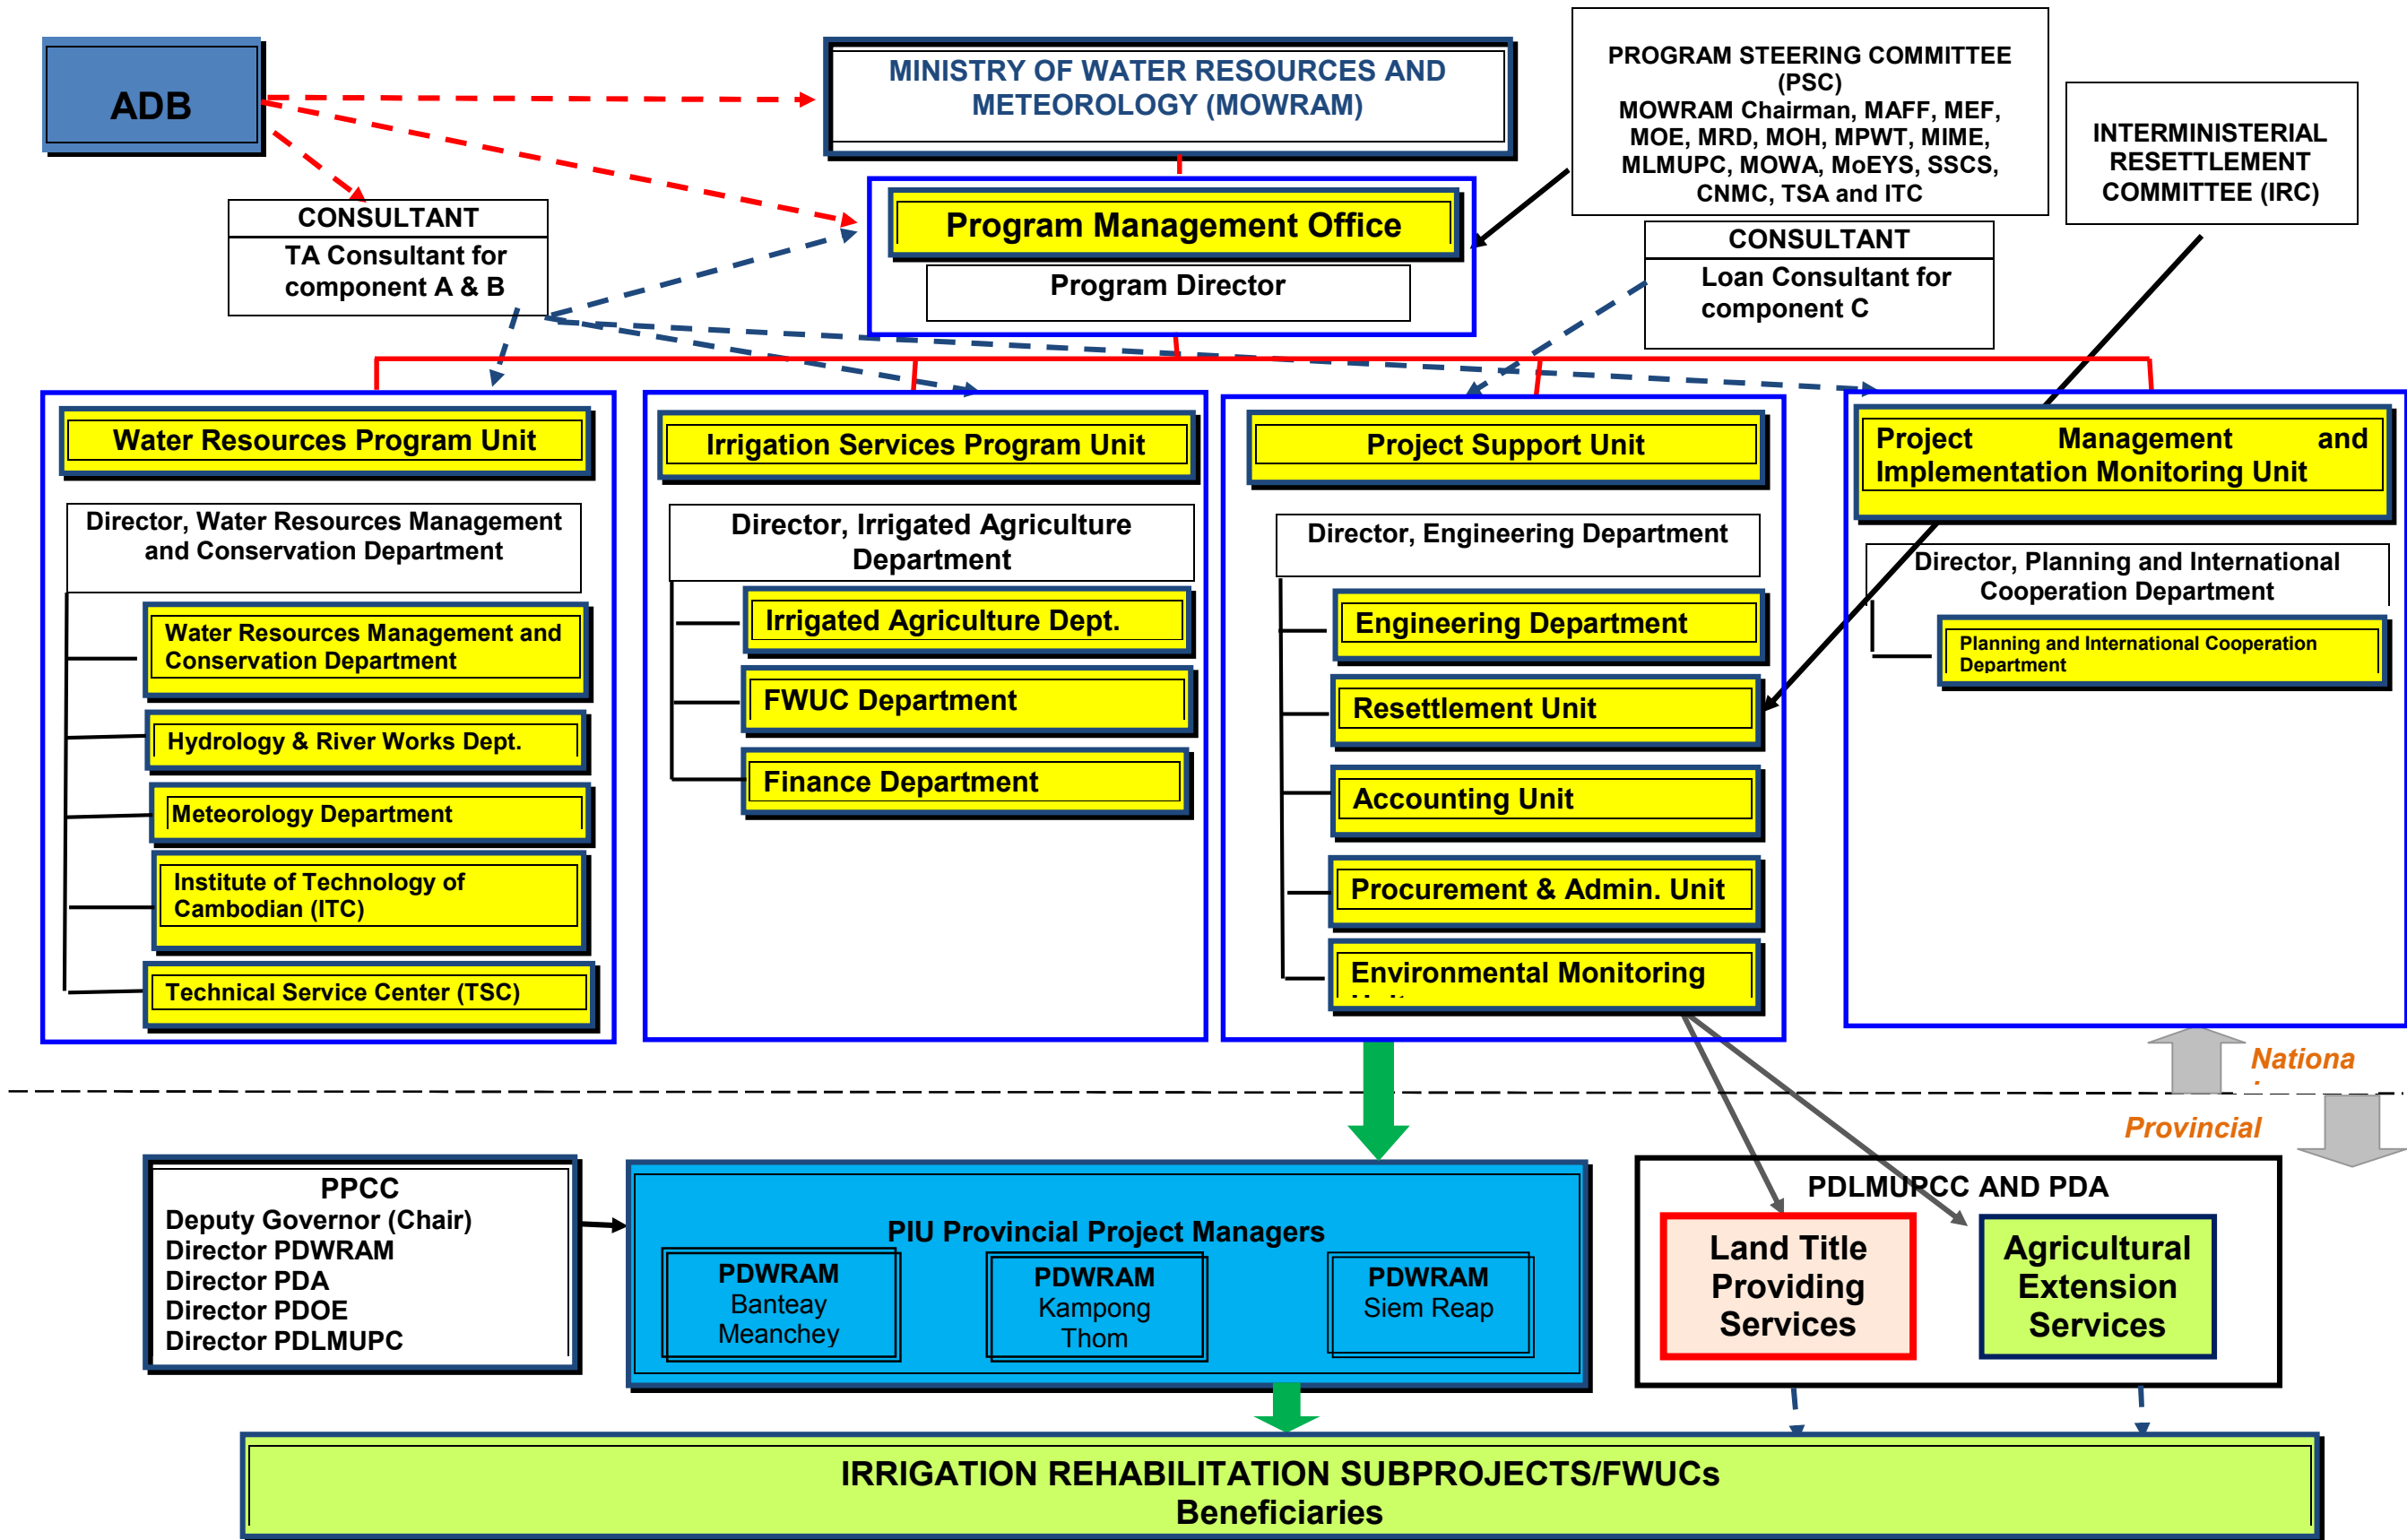 ADB
MINISTRY OF WATER RESOURCES AND
METEOROLOGY (MOWRAM)
PROGRAM STEERING COMMITTEE
(PSC)
MOWRAM Chairman, MAFF, MEF,
MOE, MRD, MOH, MPWT, MIME,
MLMUPC, MOWA, MoEYS, SSCS,
CNMC, TSA and ITC
INTERMINISTERIAL
RESETTLEMENT
COMMITTEE (IRC)
CONSULTANT
TA Consultant for
component A & B
Program Management Office
Program Director
CONSULTANT
Loan Consultant for
component C
Water Resources Program Unit
Director, Water Resources Management
and Conservation Department
Water Resources Management and
Conservation Department
Hydrology & River Works Dept.
Meteorology Department
Institute of Technology of
Cambodian (ITC)
Technical Service Center (TSC)
Irrigation Services Program Unit
Director, Irrigated Agriculture
Department
Irrigated Agriculture Dept.
FWUC Department
Finance Department
Project Support Unit
Director, Engineering Department
Engineering Department
Resettlement Unit
Accounting Unit
Procurement & Admin. Unit
Environmental Monitoring
Project Management and
Implementation Monitoring Unit
Director, Planning and International
Cooperation Department
Planning and International Cooperation
Department
Nationa
Provincial
PPCC
Deputy Governor (Chair)
Director PDWRAM
Director PDA
Director PDOE
Director PDLMUPC
PIU Provincial Project Managers
PDWRAM
Banteay
Meanchey
PDWRAM
Kampong
Thom
PDWRAM
Siem Reap
PDLMUPCC AND PDA
Land Title
Providing
Services
Agricultural
Extension
Services
IRRIGATION REHABILITATION SUBPROJECTS/FWUCs
Beneficiaries